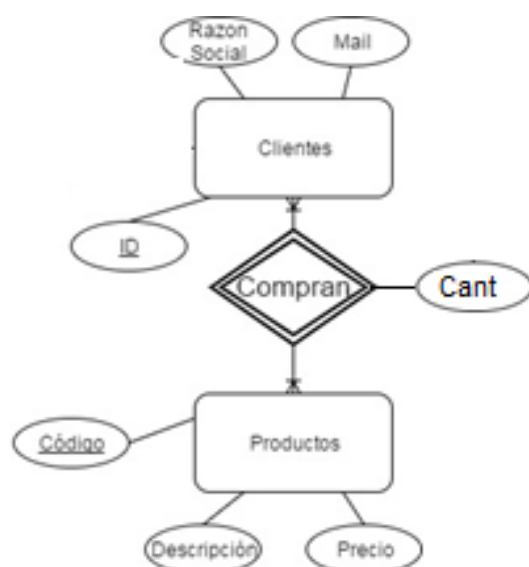 Razon
Social
Mail
Clientes
ID
Compran
Cant
Código
Productos
Descripción
Precio